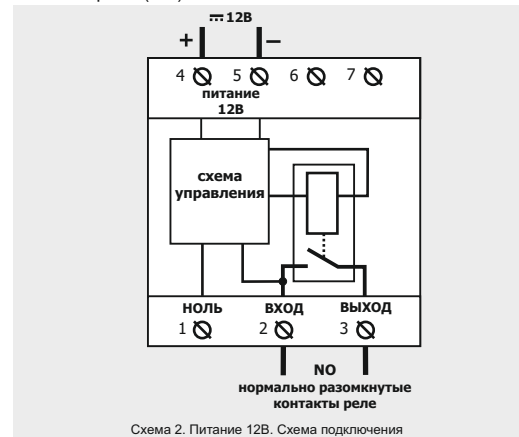 12В
+ –
4 5 6 7
питание
12В
схема
управления
НОЛЬ ВХОД ВЫХОД
1 2 3
NO
нормально разомкнутые
контакты реле
Схема 2. Питание 12В. Схема подключения